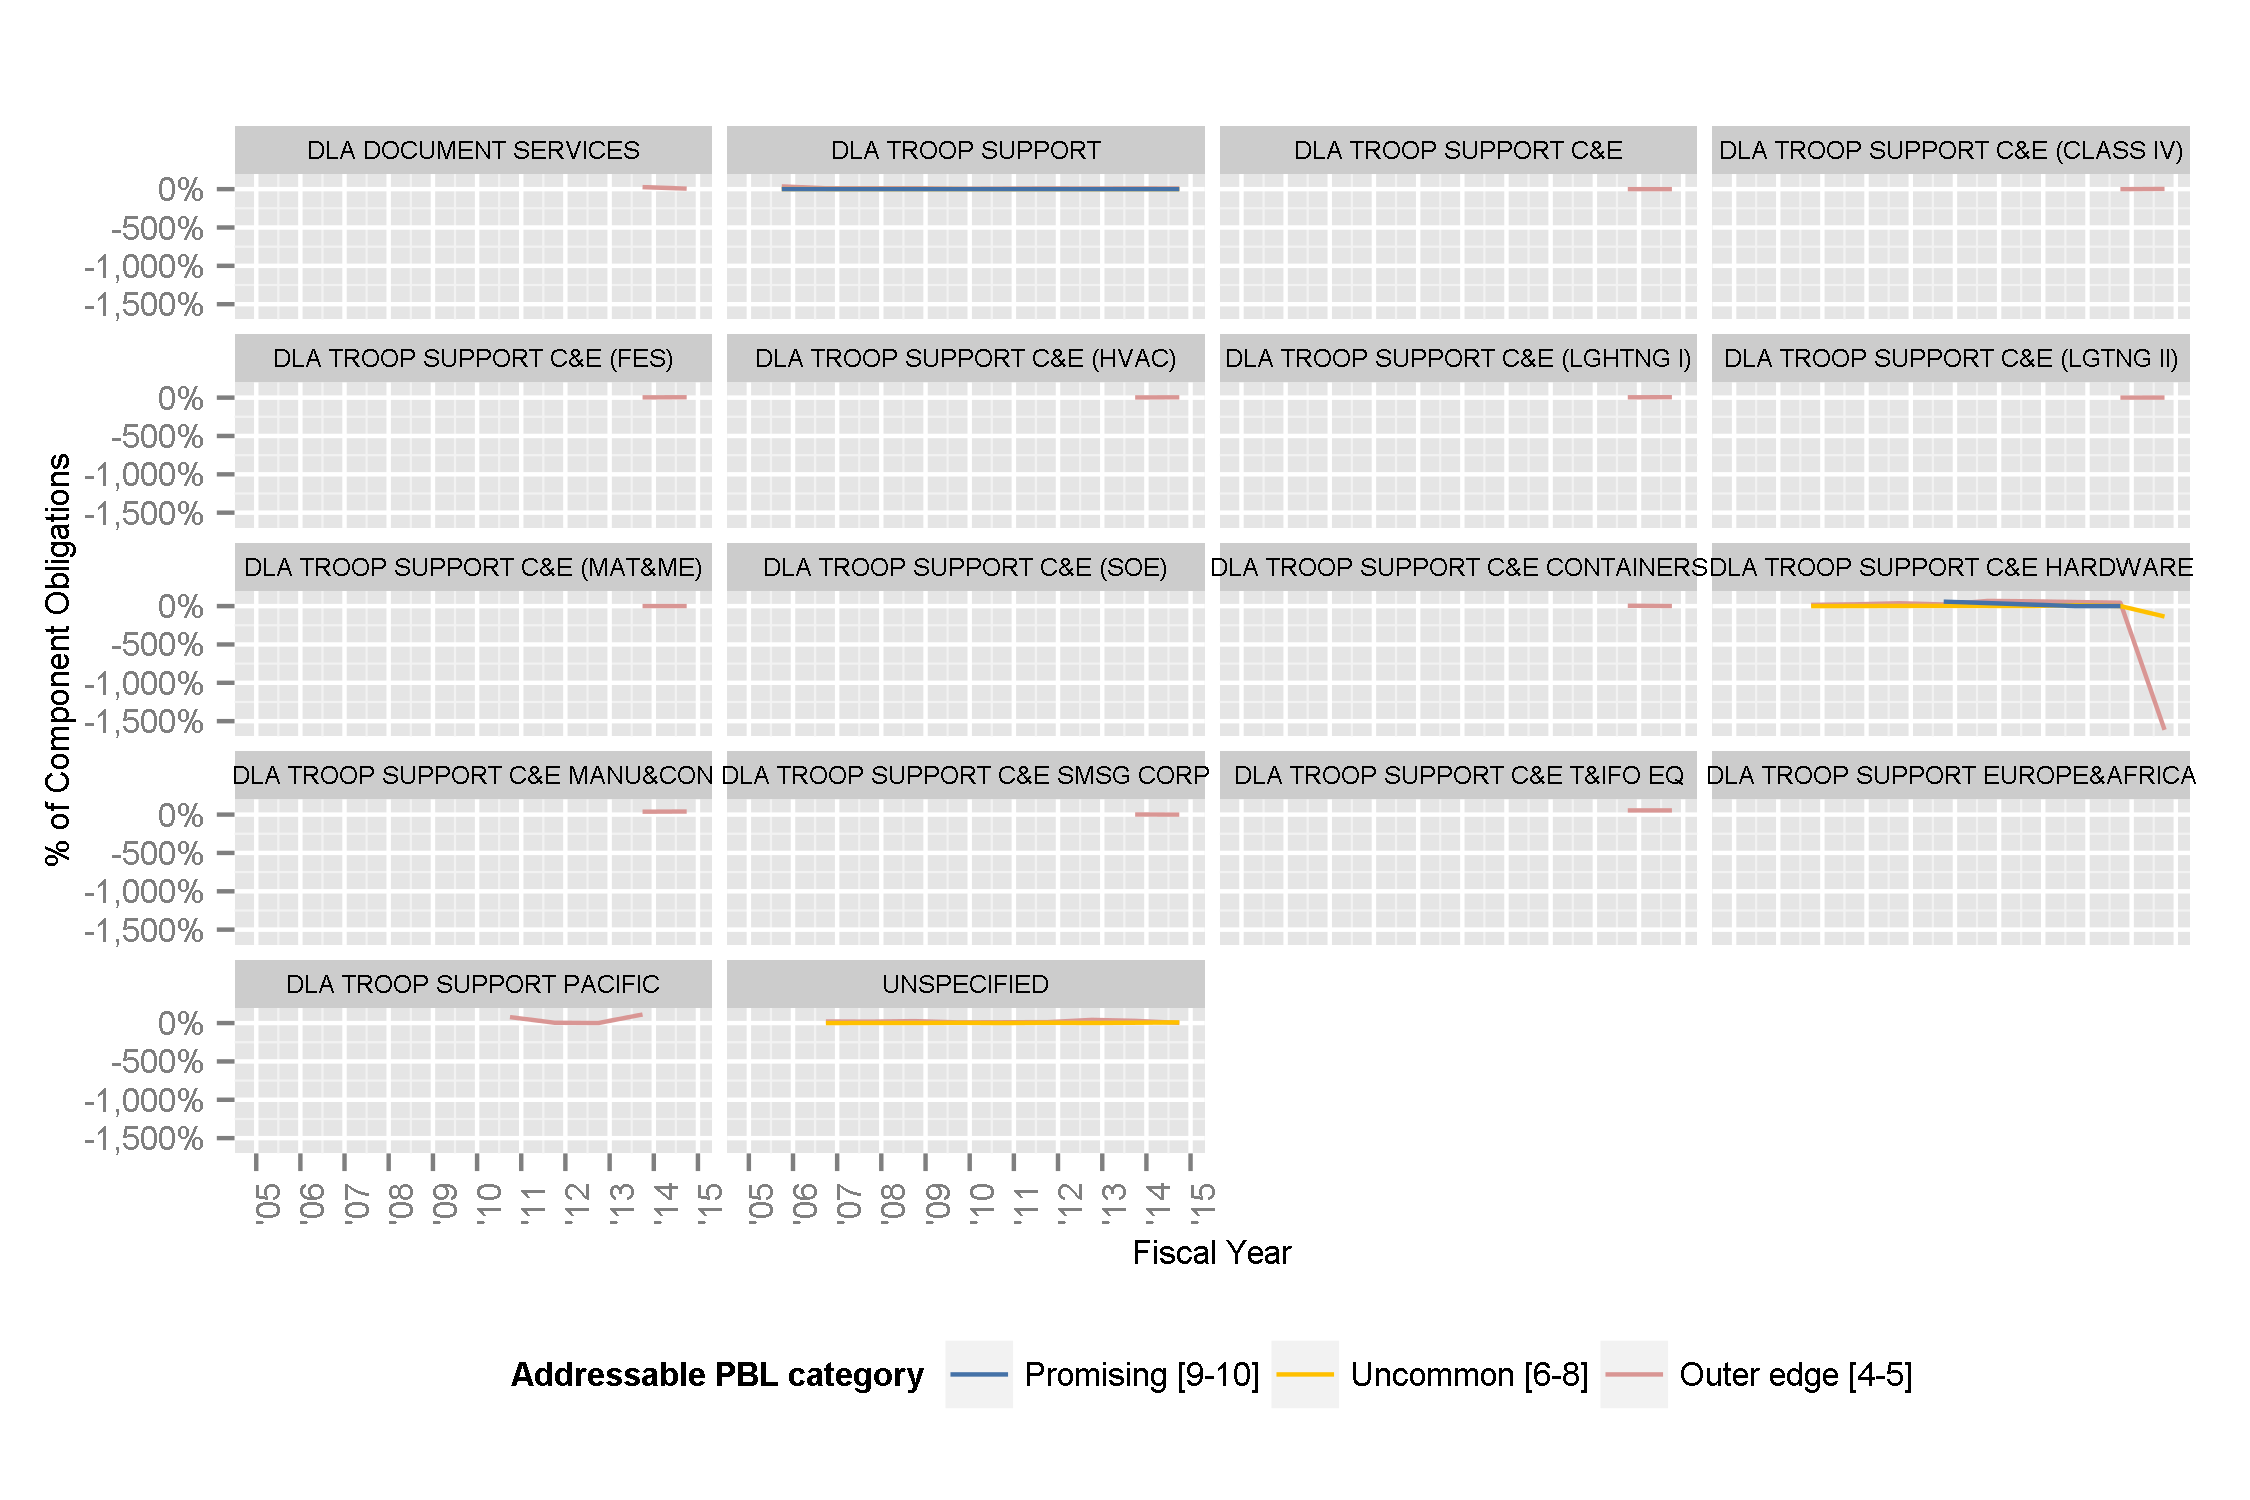 DLA DOCUMENT SERVICES
DLA TROOP SUPPORT
DLA TROOP SUPPORT C&E
DLA TROOP SUPPORT C&E (CLASS IV)
0%
-500%
-1,000%
-1,500%
DLA TROOP SUPPORT C&E (FES)
DLA TROOP SUPPORT C&E (HVAC)
DLA TROOP SUPPORT C&E (LGHTNG I)
DLA TROOP SUPPORT C&E (LGTNG II)
0%
-500%
-1,000%
-1,500%
DLA TROOP SUPPORT C&E (MAT&ME)
DLA TROOP SUPPORT C&E (SOE)
DLA TROOP SUPPORT C&E CONTAINERS
DLA TROOP SUPPORT C&E HARDWARE
0%
-500%
-1,000%
-1,500%
DLA TROOP SUPPORT C&E MANU&CON
DLA TROOP SUPPORT C&E SMSG CORP
DLA TROOP SUPPORT C&E T&IFO EQ
DLA TROOP SUPPORT EUROPE&AFRICA
0%
-500%
-1,000%
-1,500%
DLA TROOP SUPPORT PACIFIC
UNSPECIFIED
0%
-500%
-1,000%
-1,500%
% of Component Obligations
'05 '06 '07 '08 '09 '10 '11 '12 '13 '14 '15
'05 '06 '07 '08 '09 '10 '11 '12 '13 '14 '15
Fiscal Year
Addressable PBL category Promising [9-10] Uncommon [6-8] Outer edge [4-5]